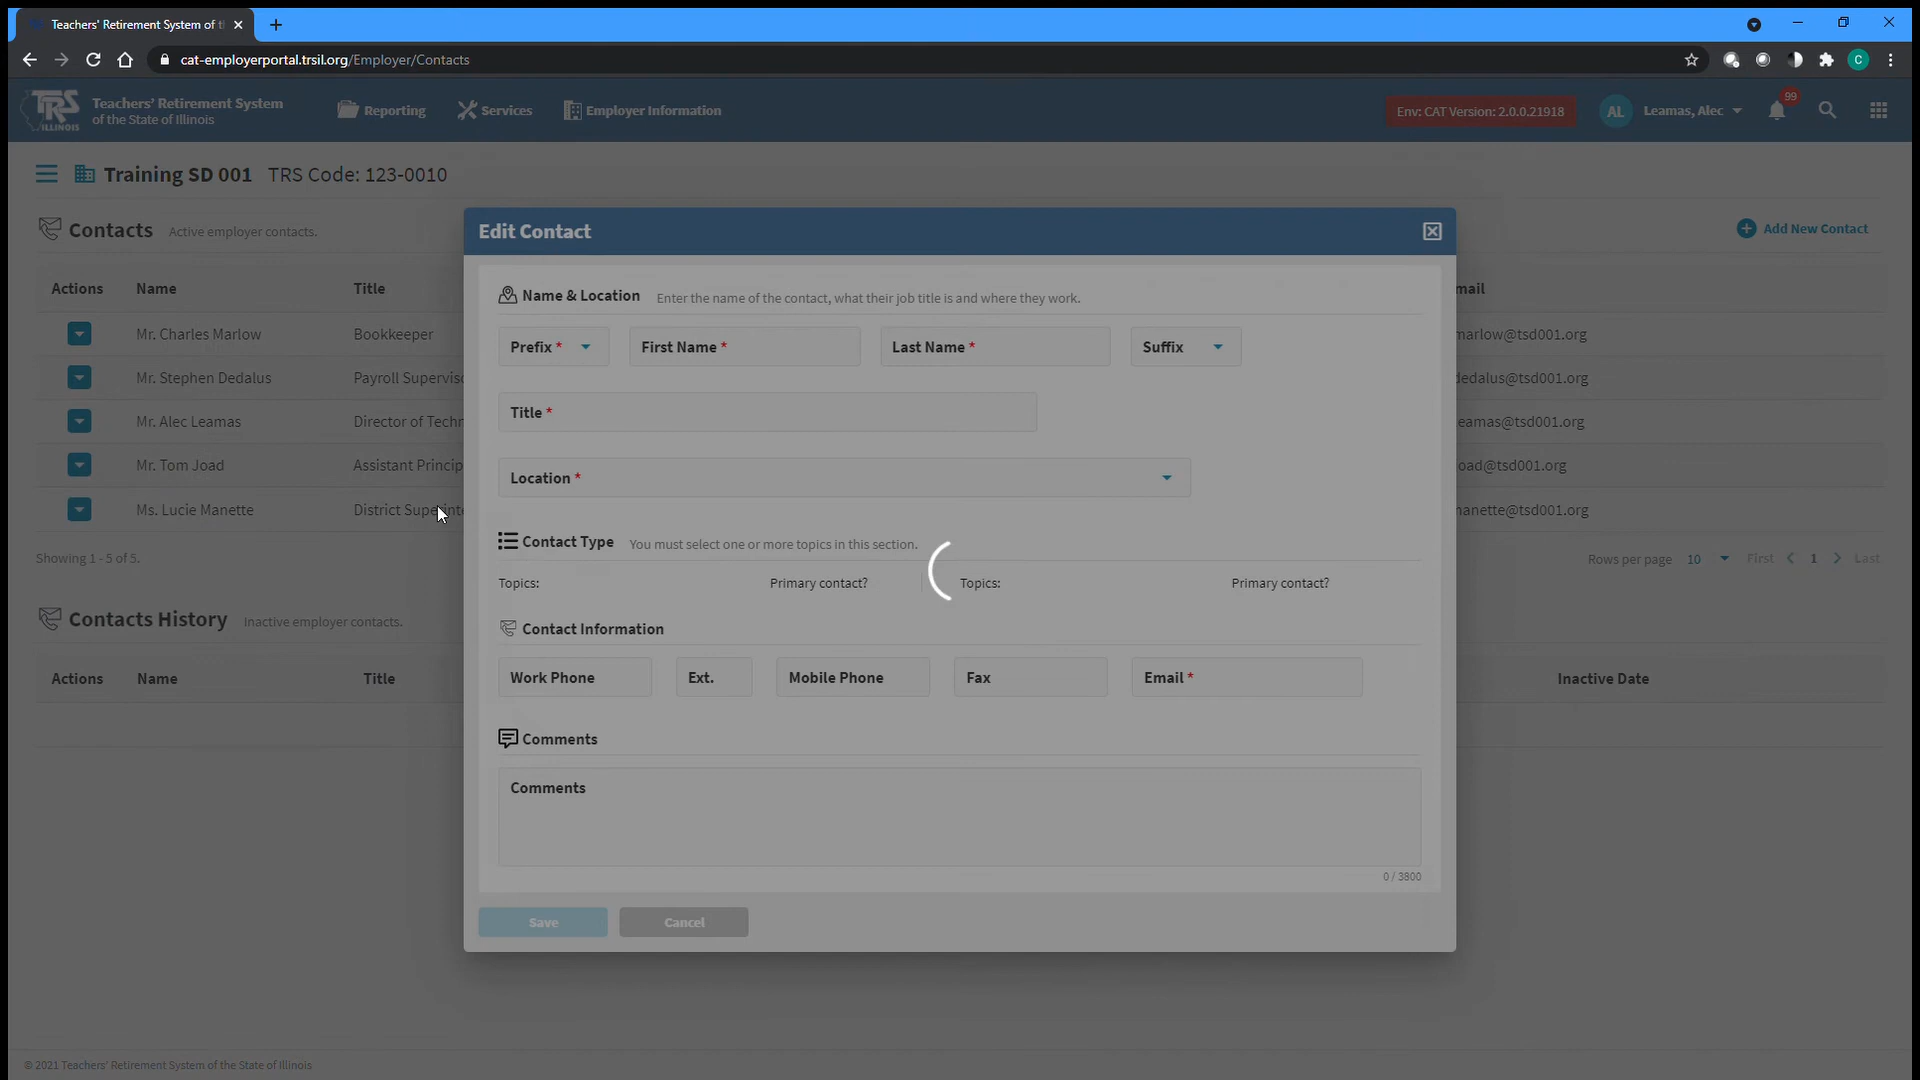 Teachers' Retirement System of t
cat-employerportal.trsil.org/Employer/Contacts
C
TRS
ILLINOIS
Teachers' Retirement System
of the State of Illinois
Reporting
Services
Employer Information
Env: CAT Version: 2.0.0.21918
AL
Leamas, Alec
99
Training SD 001 TRS Code: 123-0010
Contacts Active employer contacts.
Add New Contact
Actions Name Title mail
Mr. Charles Marlow Bookkeeper marlow@tsd001.org
Mr. Stephen Dedalus Payroll Superviso dedalus@tsd001.org
Mr. Alec Leamas Director of Techn eamas@tsd001.org
Mr. Tom Joad Assistant Princip oad@tsd001.org
Ms. Lucie Manette District Superinte nanette@tsd001.org
Showing 1 - 5 of 5.
Rows per page 10 First 1 Last
Contacts History Inactive employer contacts.
Actions Name Title Inactive Date
Edit Contact
Name & Location Enter the name of the contact, what their job title is and where they work.
Prefix * First Name * Last Name * Suffix
Title *
Location *
Contact Type You must select one or more topics in this section.
Topics: Primary contact? Topics: Primary contact?
Contact Information
Work Phone Ext. Mobile Phone Fax Email *
Comments
Comments
0 / 3800
Save Cancel
© 2021 Teachers' Retirement System of the State of Illinois